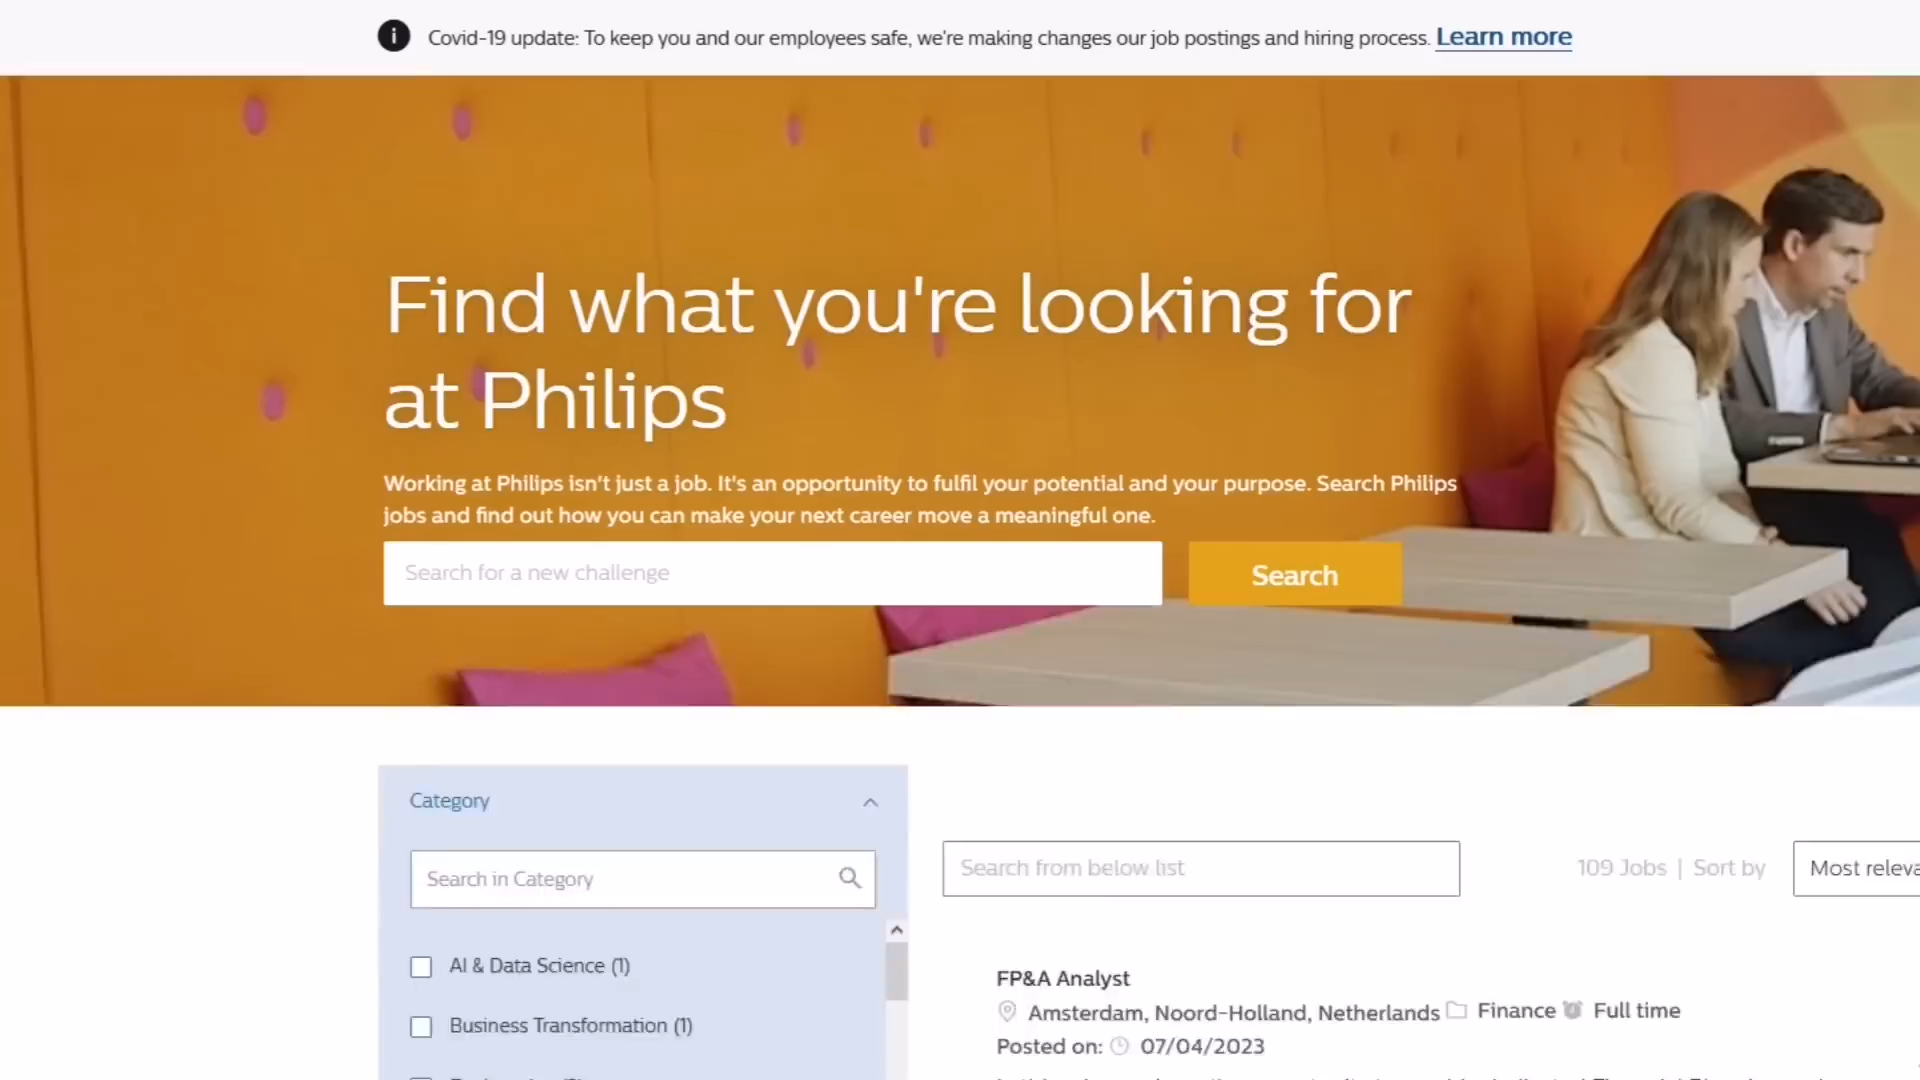 Covid-19 update: To keep you and our employees safe, we're making changes our job postings and hiring process. Learn more
Find what you're looking for
at Philips
Working at Philips isn't just a job. It's an opportunity to fulfil your potential and your purpose. Search Philips
jobs and find out how you can make your next career move a meaningful one.
Search for a new challenge
Search
Category
Search in Category
Search from below list
109 Jobs | Sort by
Most releva
AI & Data Science (1)
Business Transformation (1)
FP&A Analyst
Amsterdam, Noord-Holland, Netherlands Finance Full time
Posted on: 07/04/2023